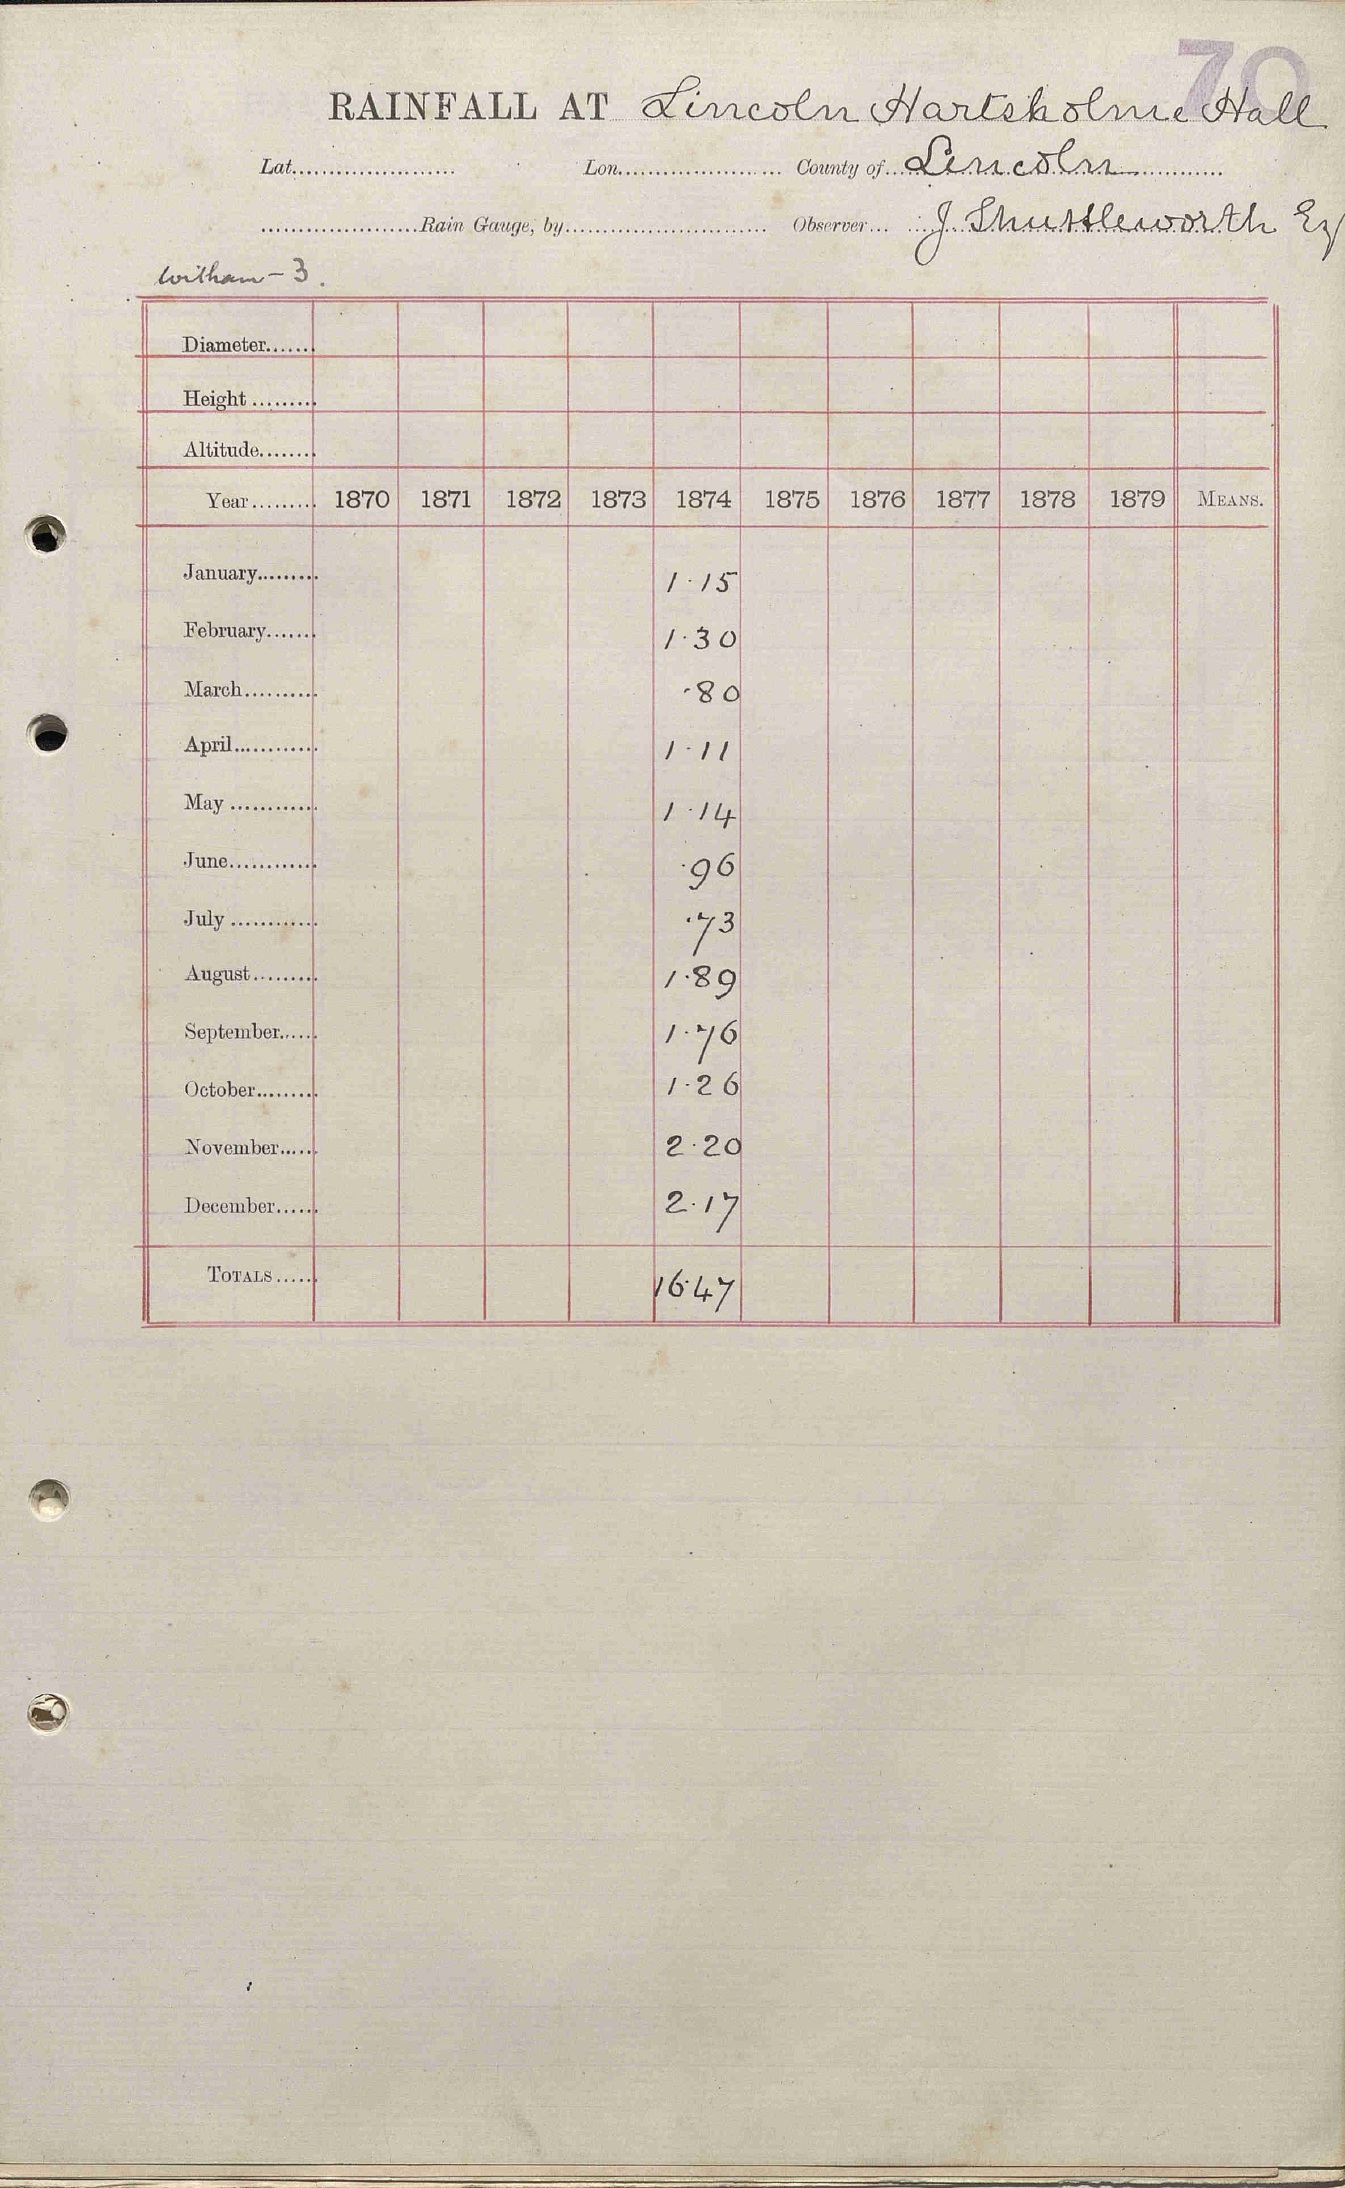 70
RAINFALL AT Lincoln Hartsholme Hall
Lat...................... Lon...................... County of Lincoln
......................Rain Gauge, by........................... Observer... J. Shuttleworth Esq
Witham - 3.
Diameter......
Height.........
Altitude........
Year......... 1870 1871 1872 1873 1874 1875 1876 1877 1878 1879 MEANS.
January......... 1.15
February....... 1.30
March.......... .80
April............ 1.11
May ............ 1.14
June............ .96
July ............ .73
August......... 1.89
September...... 1.76
October......... 1.26
November...... 2.20
December...... 2.17
TOTALS...... 16.47